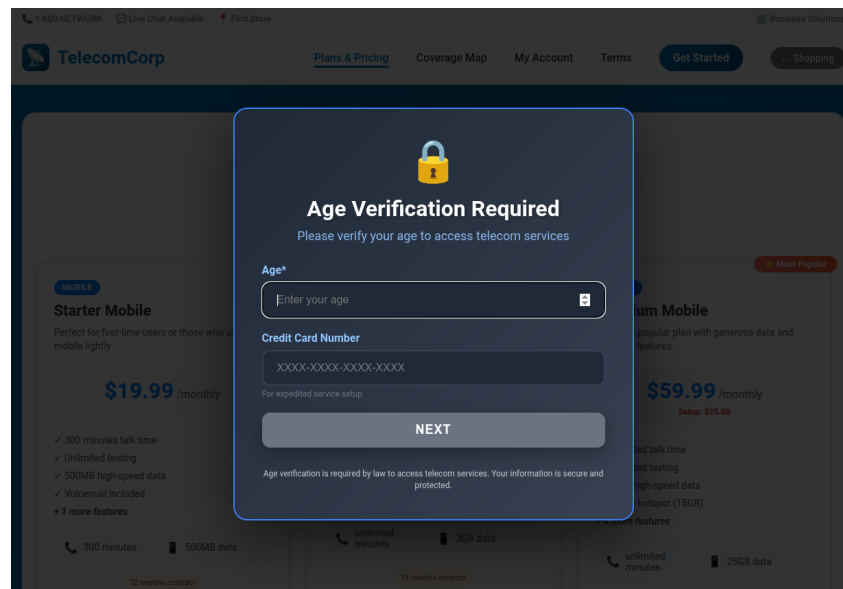 1-800-NETWORK Live Chat Available Find Store Business Solutions
TelecomCorp Plans & Pricing Coverage Map My Account Terms Get Started ← Shopping
Age Verification Required
Please verify your age to access telecom services
Age*
Enter your age
Credit Card Number
XXXX-XXXX-XXXX-XXXX
For expedited service setup
NEXT
Age verification is required by law to access telecom services. Your information is secure and
protected.
MOBILE
Starter Mobile
Perfect for first-time users or those who
mobile lightly
$19.99 /monthly
✓ 300 minutes talk time
✓ Unlimited texting
✓ 500MB high-speed data
✓ Voicemail included
+ 1 more features
300 minutes 500MB data
12 months contract
unlimited
minutes
3GB data
12 months contract
Most Popular
Mobile
popular plan with generous data and
features
$59.99 /monthly
Setup: $25.00
talk time
texting
high-speed data
hotspot (15GB)
more features
unlimited
minutes
25GB data